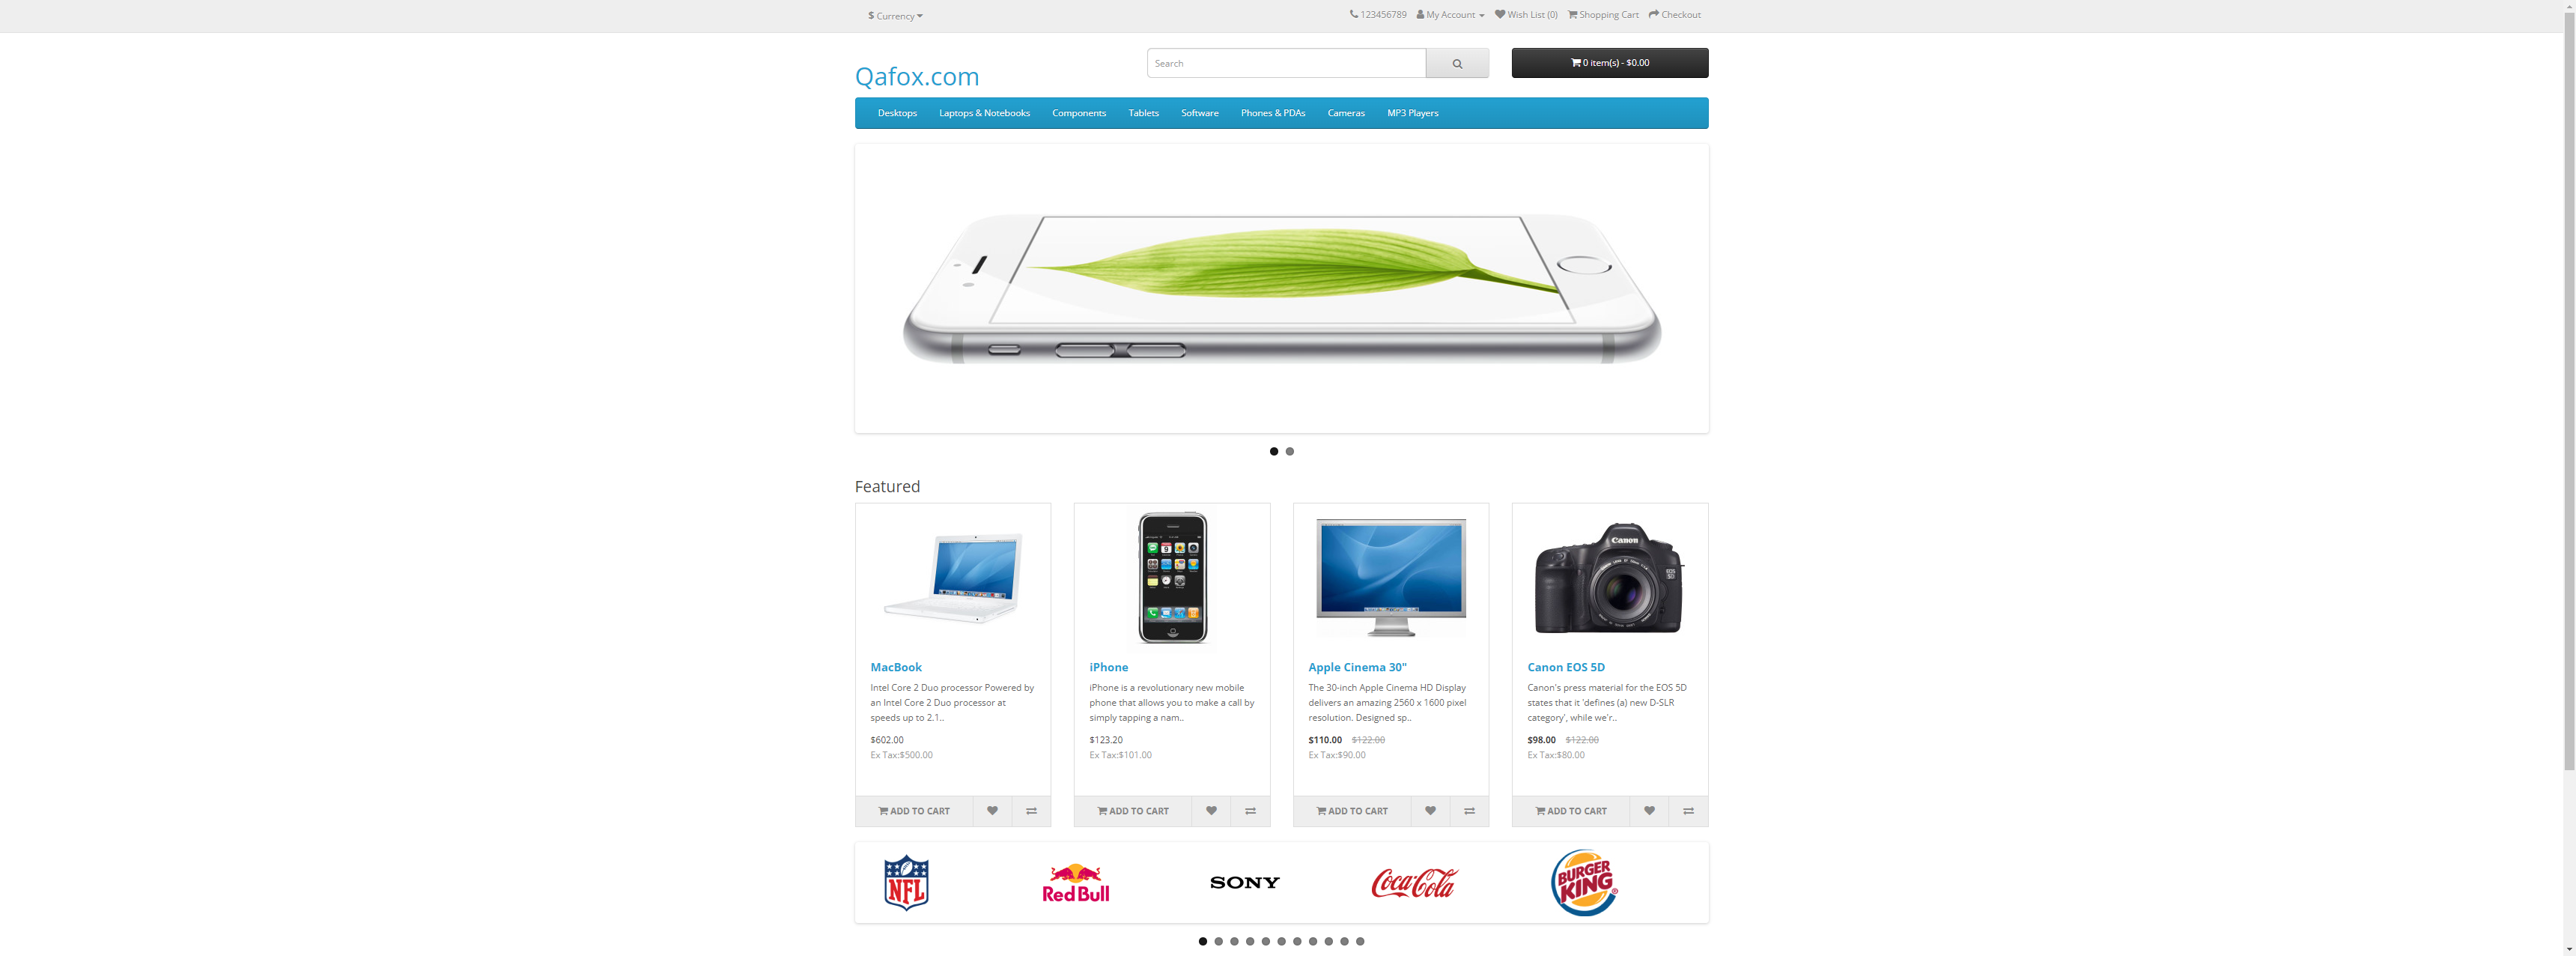 $ Currency
123456789 My Account Wish List (0) Shopping Cart Checkout
Qafox.com
Search
0 item(s) - $0.00
Desktops Laptops & Notebooks Components Tablets Software Phones & PDAs Cameras MP3 Players
Featured
Canon
EOS
5D
MacBook
Intel Core 2 Duo processor Powered by
an Intel Core 2 Duo processor at
speeds up to 2.1..
$602.00
Ex Tax:$500.00
ADD TO CART
iPhone
iPhone is a revolutionary new mobile
phone that allows you to make a call by
simply tapping a nam..
$123.20
Ex Tax:$101.00
ADD TO CART
Apple Cinema 30"
The 30-inch Apple Cinema HD Display
delivers an amazing 2560 x 1600 pixel
resolution. Designed sp..
$110.00 $122.00
Ex Tax:$90.00
ADD TO CART
Canon EOS 5D
Canon's press material for the EOS 5D
states that it 'defines (a) new D-SLR
category', while we'r..
$98.00 $122.00
Ex Tax:$80.00
ADD TO CART
NFL
Red Bull
SONY
Coca-Cola
BURGER
KING